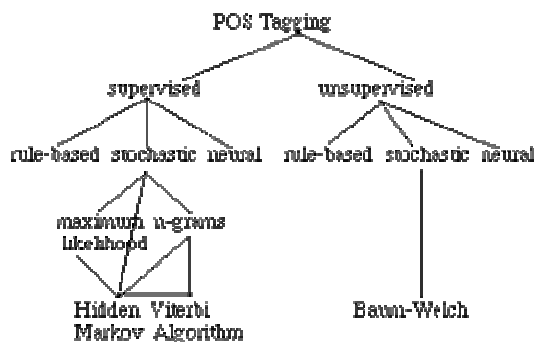 POS Tagging
supervised unsupervised
rule-based stochastic neural rule-based stochastic neural
maximum n-grams
likelihood
Hidden Viterbi Baum-Welch
Markov Algorithm